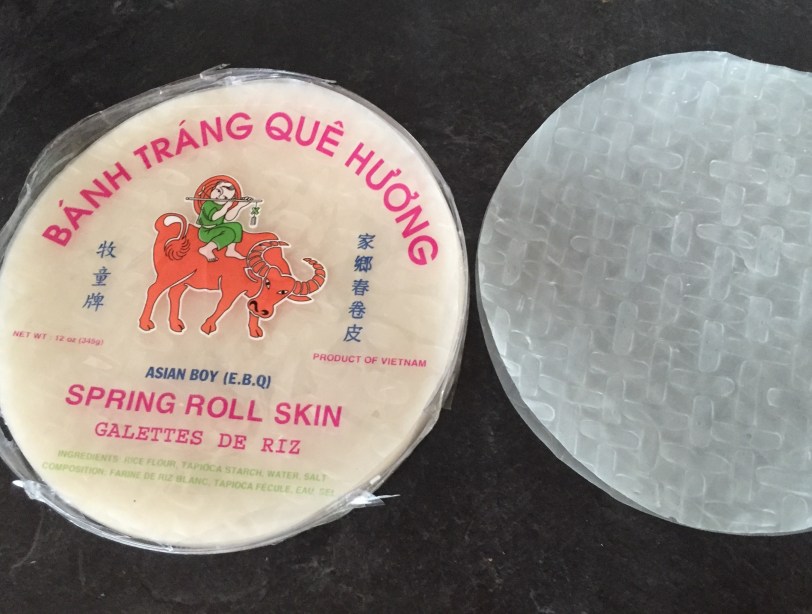 BÁNH TRÁNG QUÊ HƯƠNG
牧童牌
家鄉春卷皮
NET WT : 12 oz (345g)
PRODUCT OF VIETNAM
ASIAN BOY (E.B.Q)
SPRING ROLL SKIN
GALETTES DE RIZ
INGREDIENTS: RICE FLOUR, TAPIOCA STARCH, WATER, SALT
COMPOSITION: FARINE DE RIZ BLANC, TAPIOCA FÉCULE, EAU, SEL